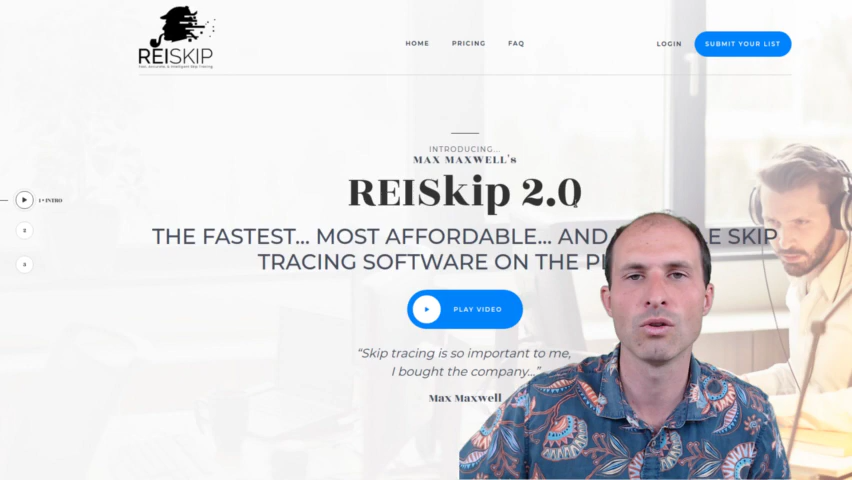 REISKIP
HOME PRICING FAQ
LOGIN SUBMIT YOUR LIST
INTRODUCING...
MAX MAXWELL's
REISkip 2.0
1 • INTRO
2
3
THE FASTEST... MOST AFFORDABLE... AND SKIP
TRACING SOFTWARE ON THE
PLAY VIDEO
“Skip tracing is so important to me,
I bought the company...”
Max Maxwell